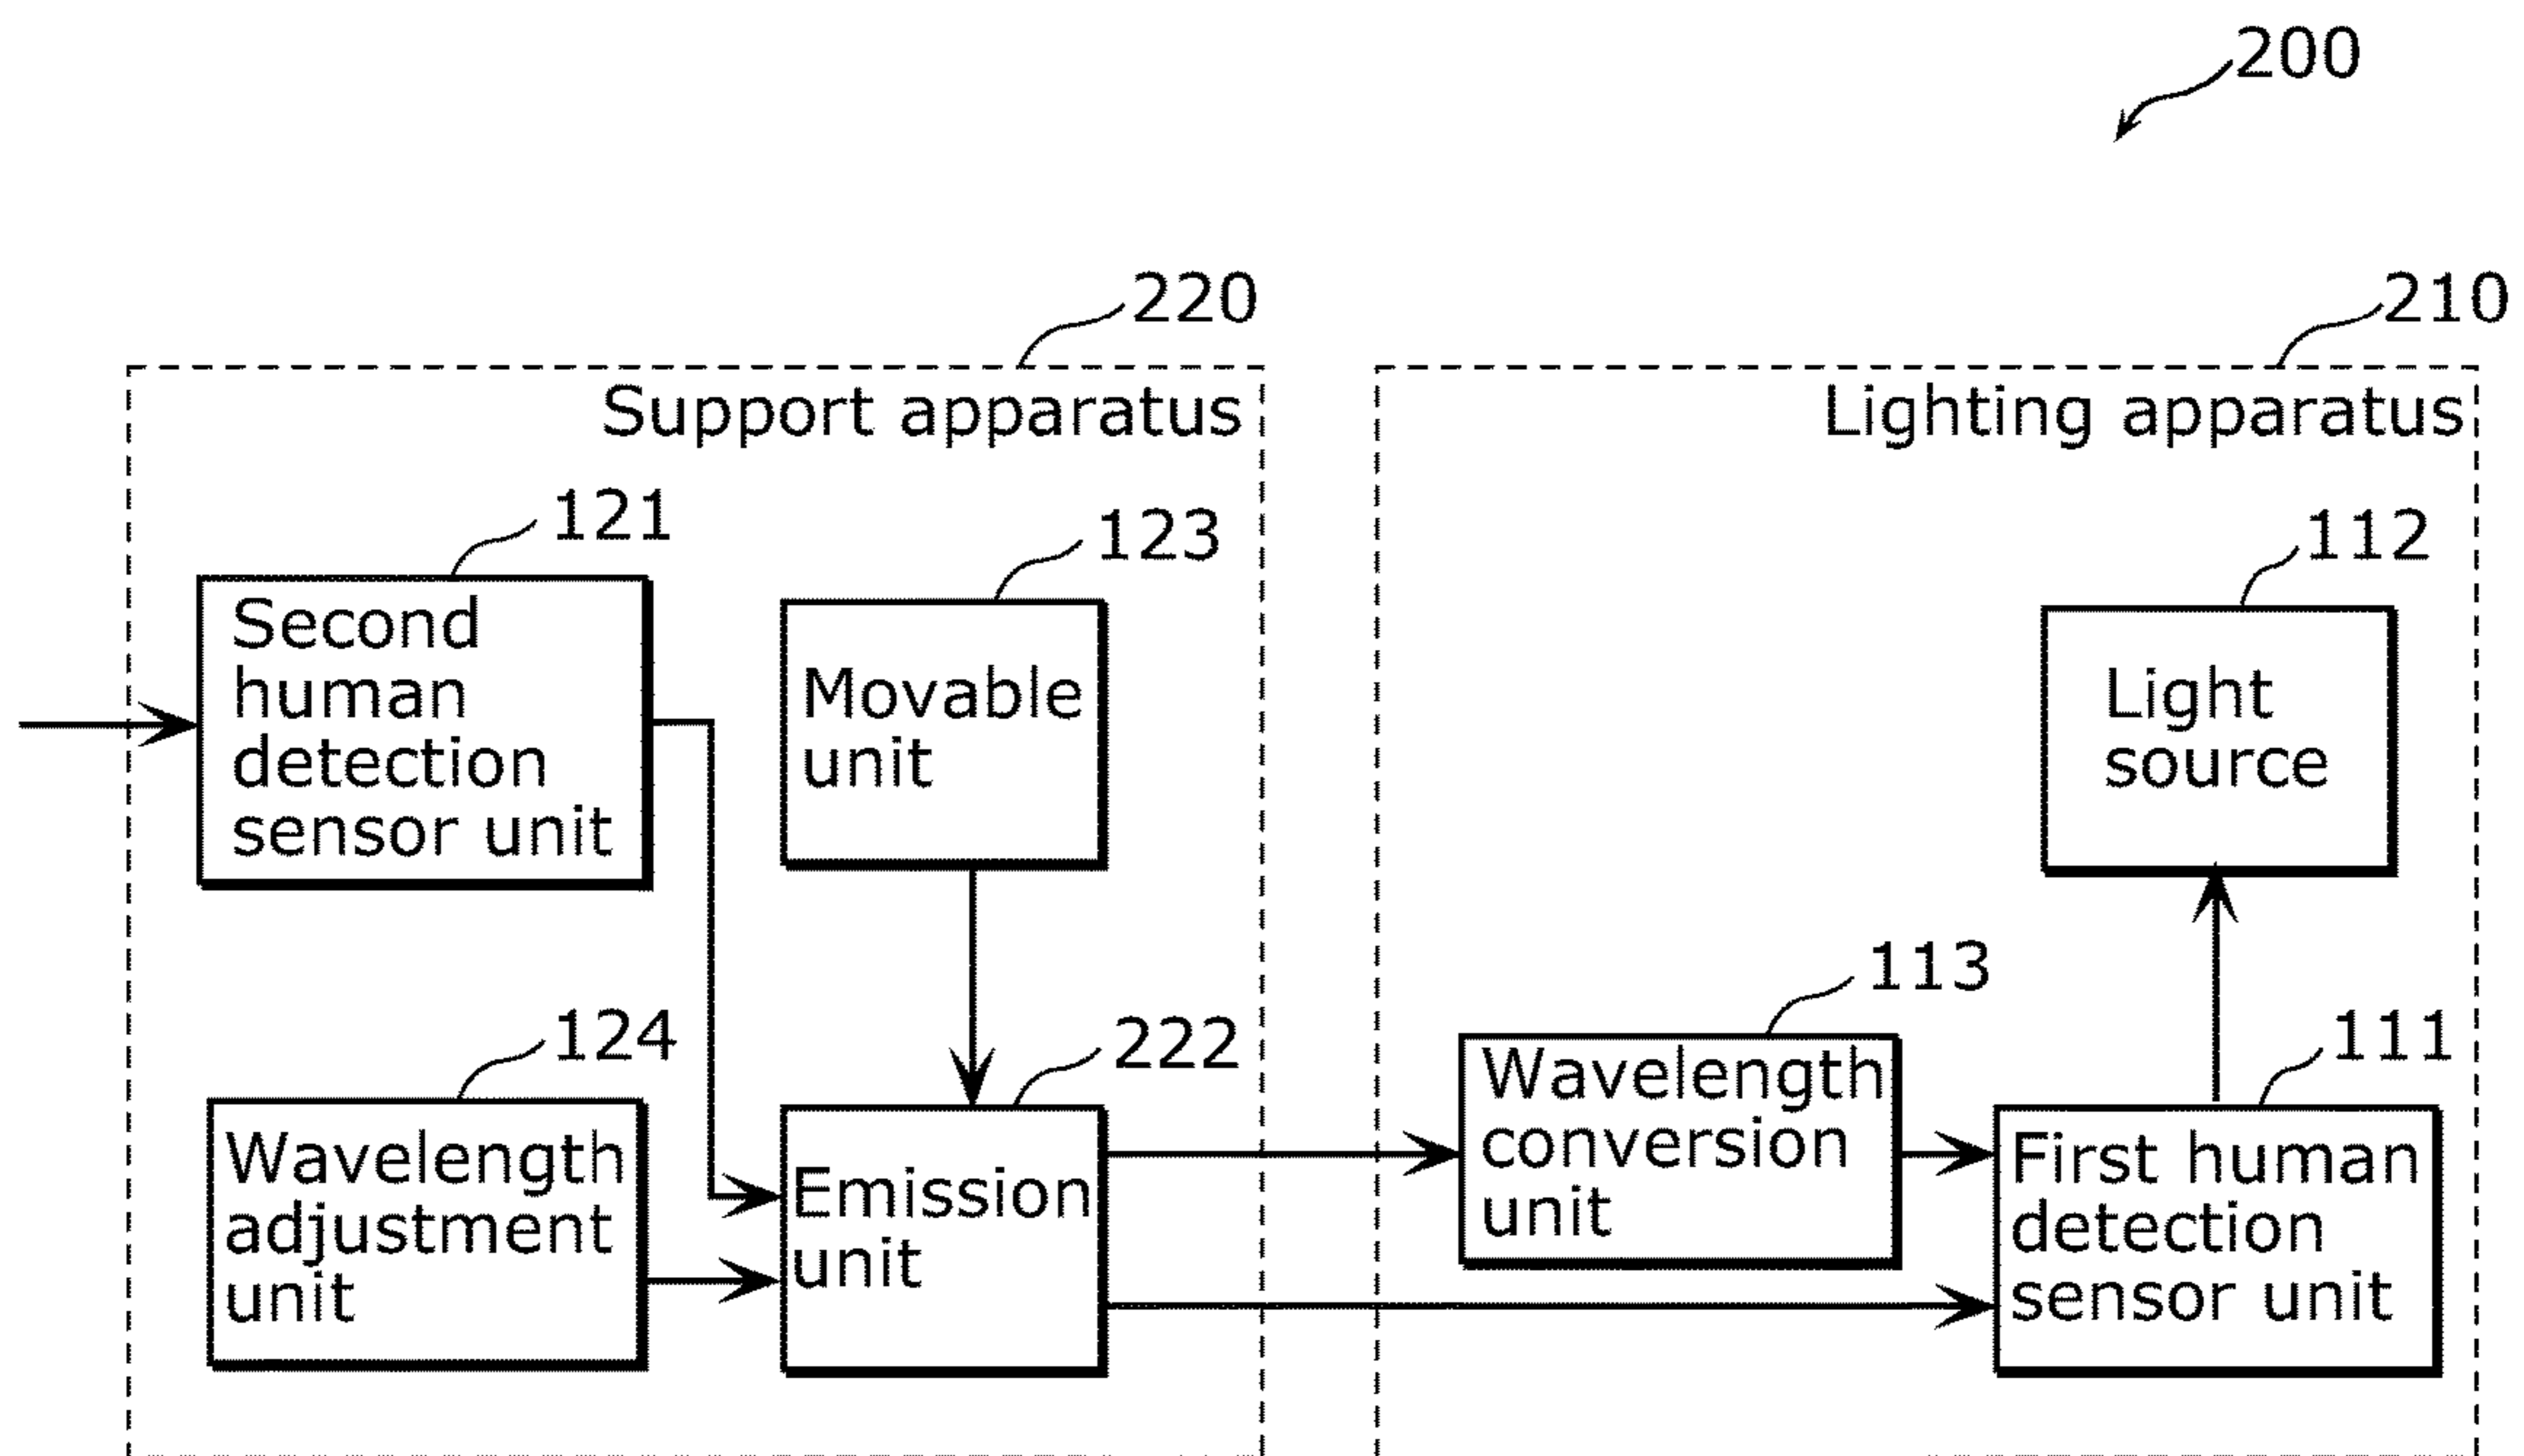 200
220
210
Support apparatus
Lighting apparatus
121
123
112
Second
human
detection
sensor unit
Movable
unit
Light
source
124
222
113
111
Wavelength
adjustment
unit
Emission
unit
Wavelength
conversion
unit
First human
detection
sensor unit